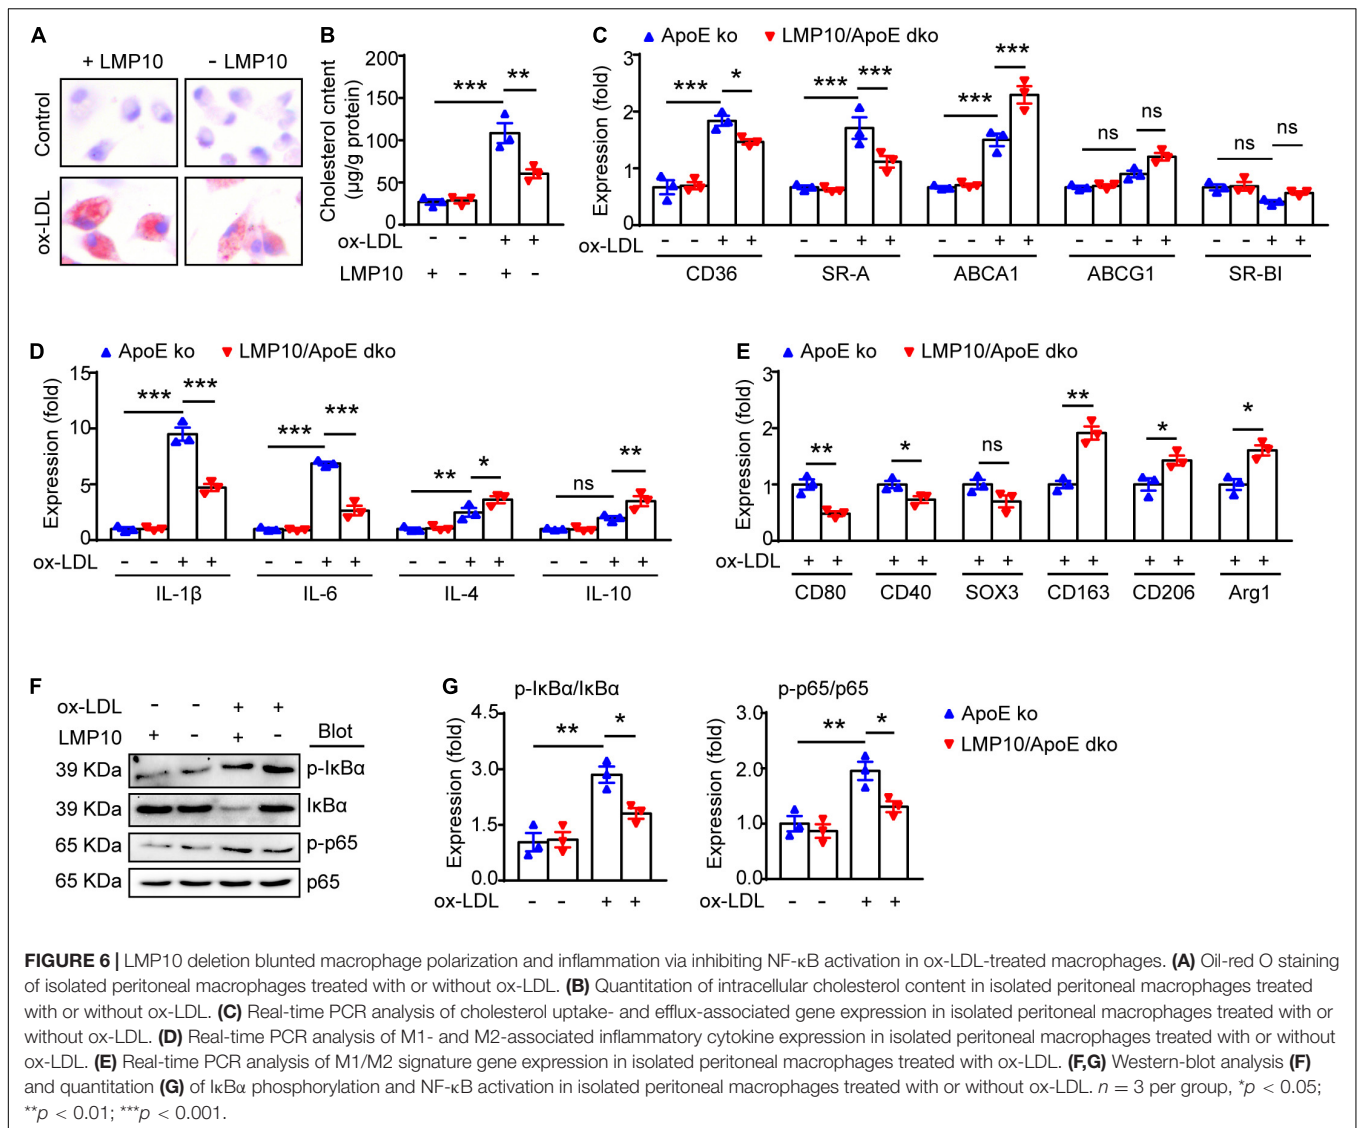 A
+ LMP10 - LMP10
Control
ox-LDL
B
Cholesterol content
(µg/g protein)
200
150
100
50
0
*** **
ox-LDL - - + +
LMP10 + - + -
C
ApoE ko LMP10/ApoE dko
Expression (fold)
3
2
1
0
*** * *** *** *** *** ns ns ns ns
ox-LDL - - + + - - + + - - + + - - + + - - + +
CD36 SR-A ABCA1 ABCG1 SR-BI
D
ApoE ko LMP10/ApoE dko
Expression (fold)
15
10
5
0
*** *** *** *** ** * ns **
ox-LDL - - + + - - + + - - + + - - + +
IL-1β IL-6 IL-4 IL-10
E
ApoE ko LMP10/ApoE dko
Expression (fold)
3
2
1
0
** * ns ** * *
ox-LDL + + + + + + + + + + + +
CD80 CD40 SOX3 CD163 CD206 Arg1
F
ox-LDL - - + +
LMP10 + - + - Blot
39 KDa p-IκBα
39 KDa IκBα
65 KDa p-p65
65 KDa p65
G
p-IκBα/IκBα
Expression (fold)
4.5
3.0
1.5
0.0
** *
ox-LDL - - + +
p-p65/p65
Expression (fold)
3.0
2.0
1.0
0.0
** *
ox-LDL - - + +
ApoE ko
LMP10/ApoE dko
FIGURE 6 | LMP10 deletion blunted macrophage polarization and inflammation via inhibiting NF-κB activation in ox-LDL-treated macrophages. (A) Oil-red O staining
of isolated peritoneal macrophages treated with or without ox-LDL. (B) Quantitation of intracellular cholesterol content in isolated peritoneal macrophages treated
with or without ox-LDL. (C) Real-time PCR analysis of cholesterol uptake- and efflux-associated gene expression in isolated peritoneal macrophages treated with or
without ox-LDL. (D) Real-time PCR analysis of M1- and M2-associated inflammatory cytokine expression in isolated peritoneal macrophages treated with or without
ox-LDL. (E) Real-time PCR analysis of M1/M2 signature gene expression in isolated peritoneal macrophages treated with ox-LDL. (F,G) Western-blot analysis (F)
and quantitation (G) of IκBα phosphorylation and NF-κB activation in isolated peritoneal macrophages treated with or without ox-LDL. n = 3 per group, *p < 0.05;
**p < 0.01; ***p < 0.001.